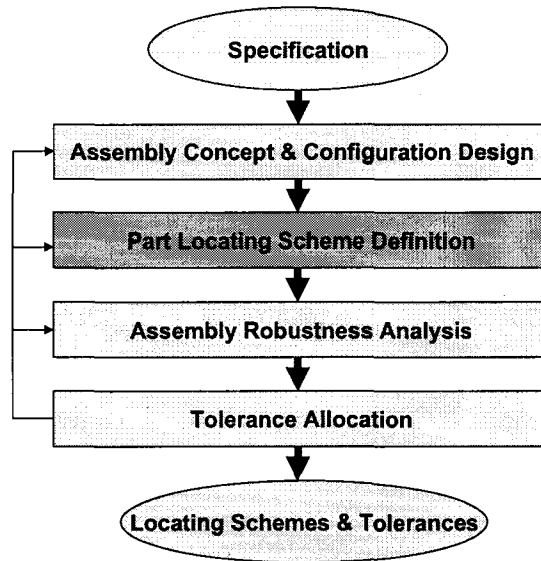 Specification
Assembly Concept & Configuration Design
Part Locating Scheme Definition
Assembly Robustness Analysis
Tolerance Allocation
Locating Schemes & Tolerances